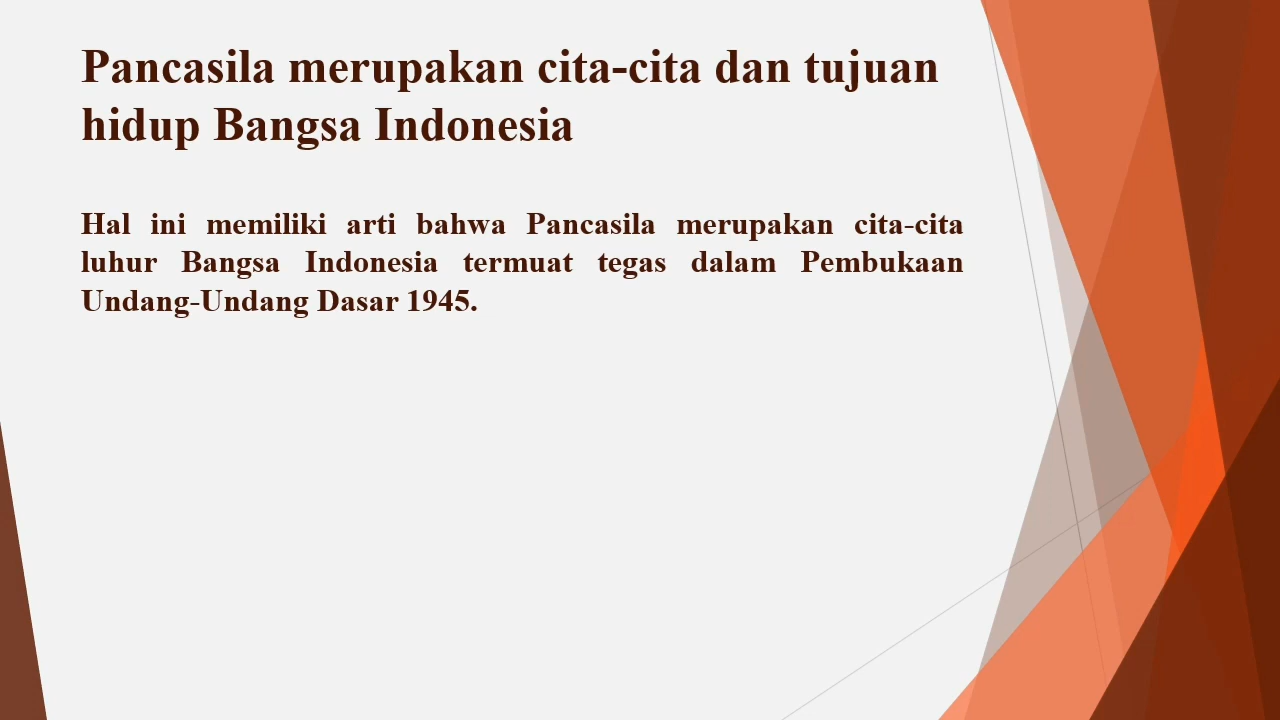 Pancasila merupakan cita-cita dan tujuan
hidup Bangsa Indonesia
Hal ini memiliki arti bahwa Pancasila merupakan cita-cita
luhur Bangsa Indonesia termuat tegas dalam Pembukaan
Undang-Undang Dasar 1945.